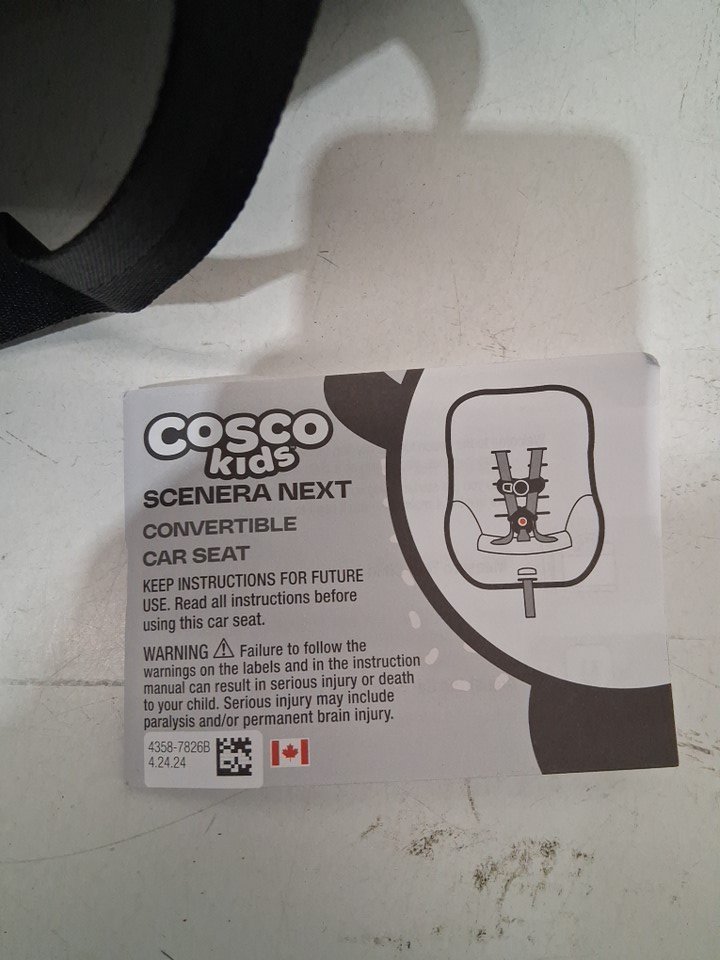 COSCO
kids
SCENERA NEXT
CONVERTIBLE
CAR SEAT
KEEP INSTRUCTIONS FOR FUTURE
USE. Read all instructions before
using this car seat.
WARNING ⚠ Failure to follow the
warnings on the labels and in the instruction
manual can result in serious injury or death
to your child. Serious injury may include
paralysis and/or permanent brain injury.
4358-7826B
4.24.24